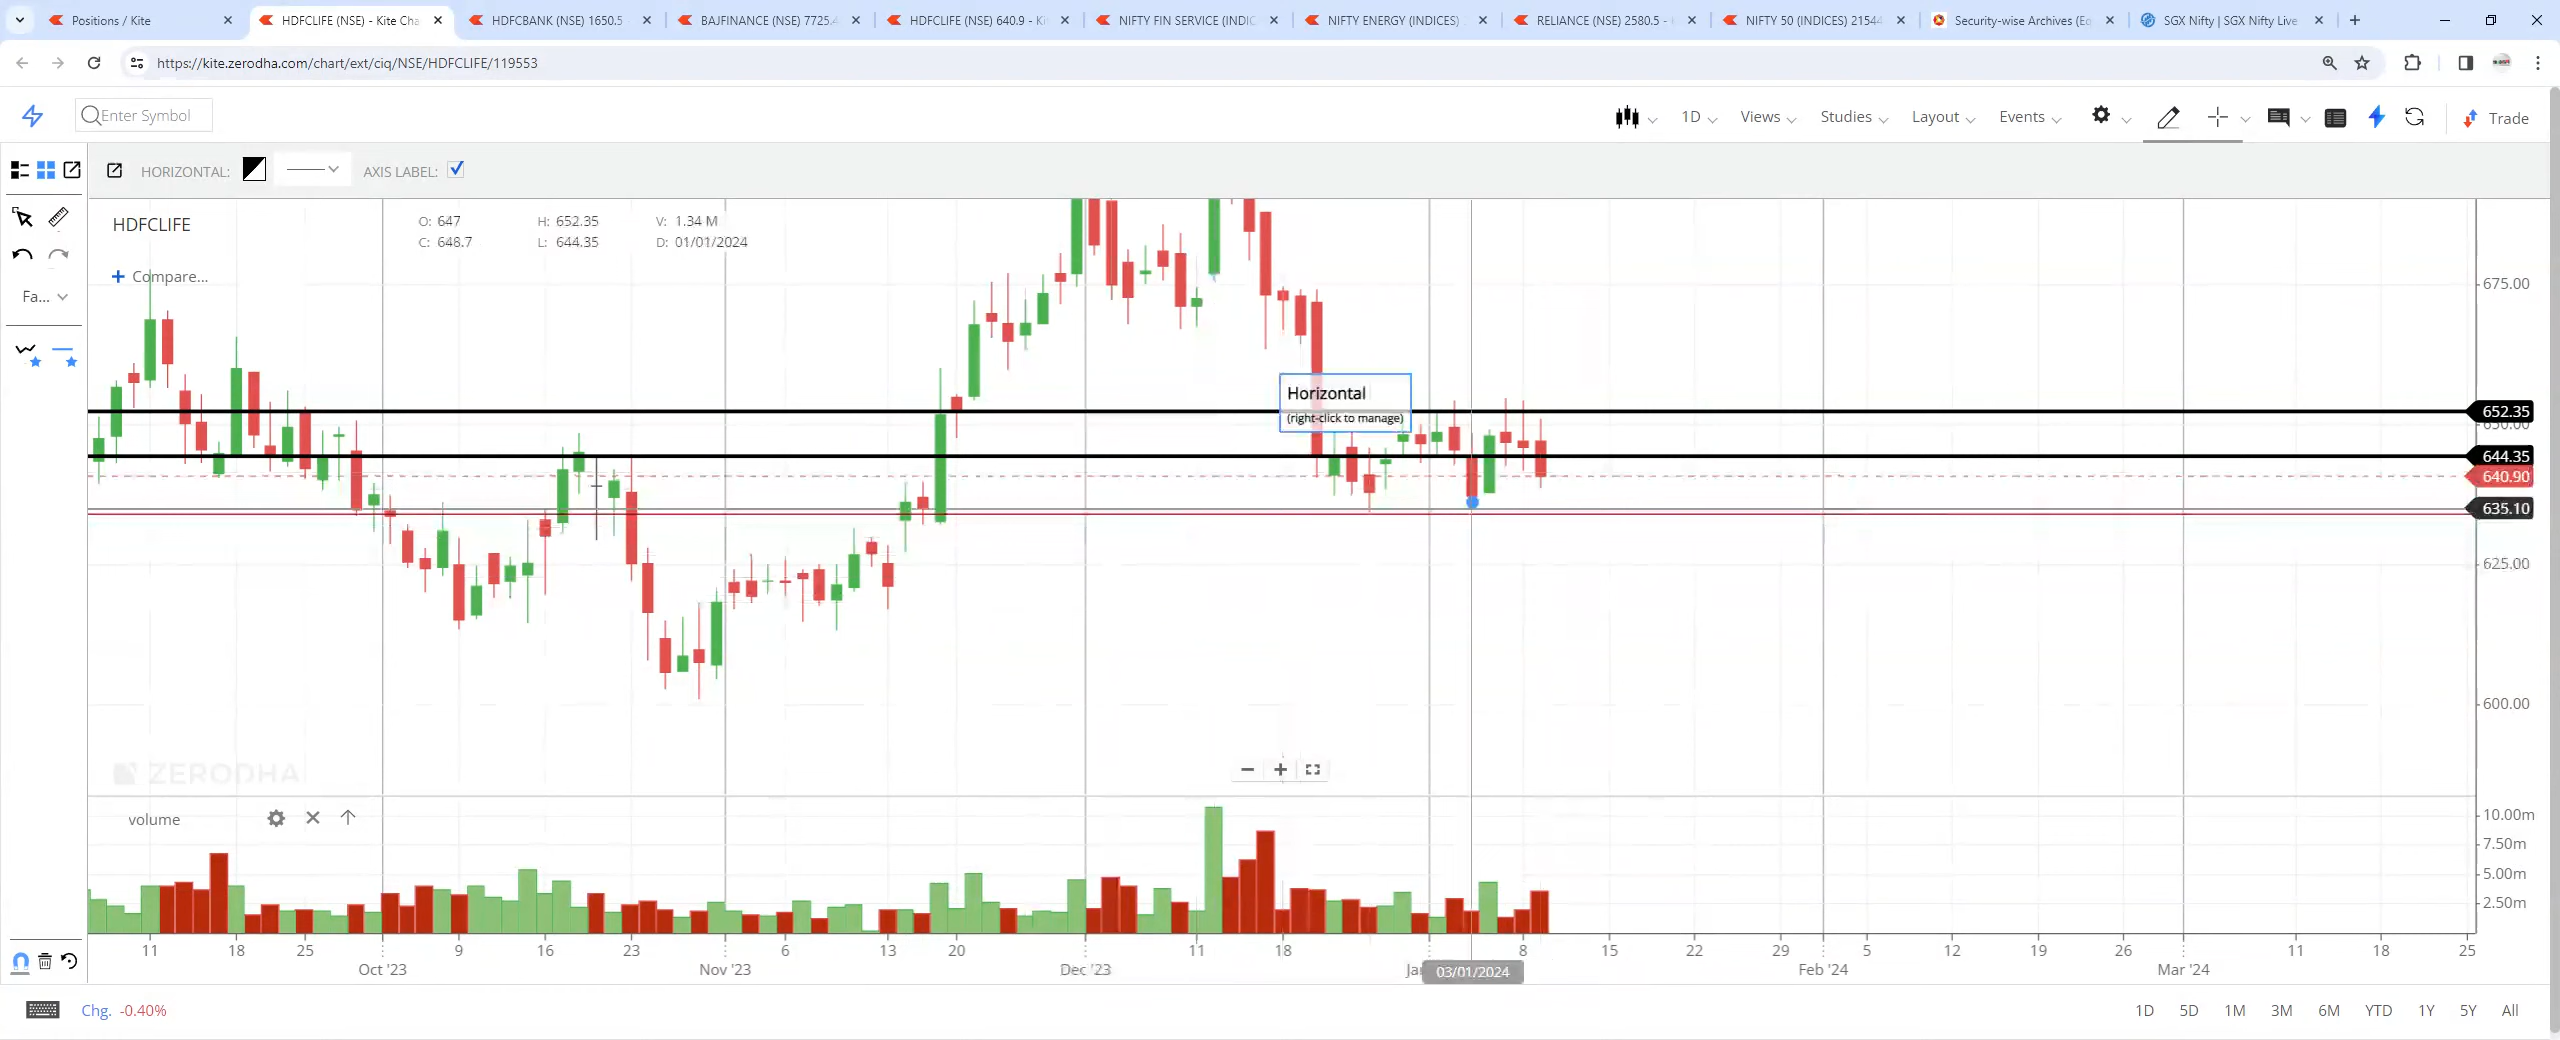 Positions / Kite
HDFCLIFE (NSE) - Kite Cha
HDFCBANK (NSE) 1650.5
BAJFINANCE (NSE) 7725.4
HDFCLIFE (NSE) 640.9 - Ki
NIFTY FIN SERVICE (INDIC
NIFTY ENERGY (INDICES)
RELIANCE (NSE) 2580.5 -
NIFTY 50 (INDICES) 21544
Security-wise Archives (Eq
SGX Nifty | SGX Nifty Live
https://kite.zerodha.com/chart/ext/ciq/NSE/HDFCLIFE/119553
Enter Symbol
1D
Views
Studies
Layout
Events
Trade
HORIZONTAL:
AXIS LABEL:
HDFCLIFE
O: 647 H: 652.35 V: 1.34 M
C: 648.7 L: 644.35 D: 01/01/2024
+ Compare...
Fa...
675.00
Horizontal
(right-click to manage)
652.35
650.00
644.35
640.90
635.10
625.00
600.00
ZERODHA
volume
10.00m
7.50m
5.00m
2.50m
11 18 25 9 16 23 6 13 20 11 18 8 15 22 29 5 12 19 26 11 18 25
Oct '23 Nov '23 Dec '23 Ja 03/01/2024 Feb '24 Mar '24
Chg. -0.40%
1D 5D 1M 3M 6M YTD 1Y 5Y All